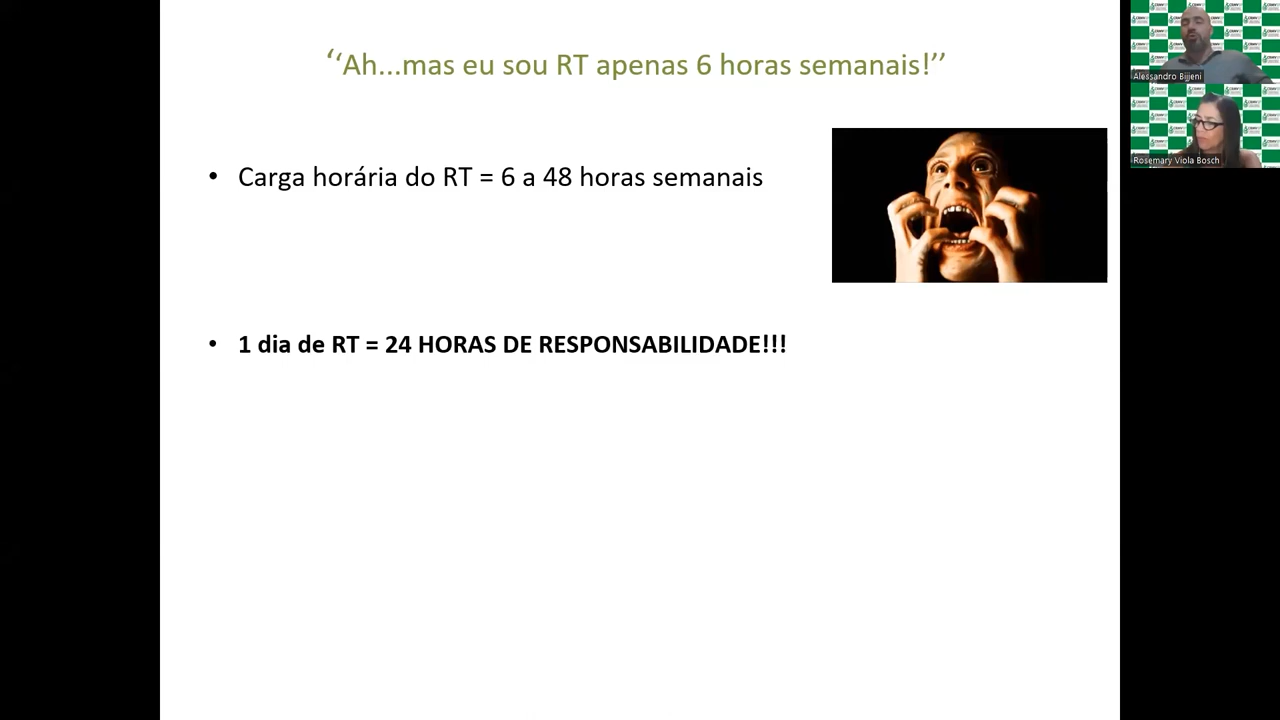 ‘‘Ah...mas eu sou RT apenas 6 horas semanais!’’
• Carga horária do RT = 6 a 48 horas semanais
• 1 dia de RT = 24 HORAS DE RESPONSABILIDADE!!!
Alessandro Bijjeni
Rosemary Viola Bosch